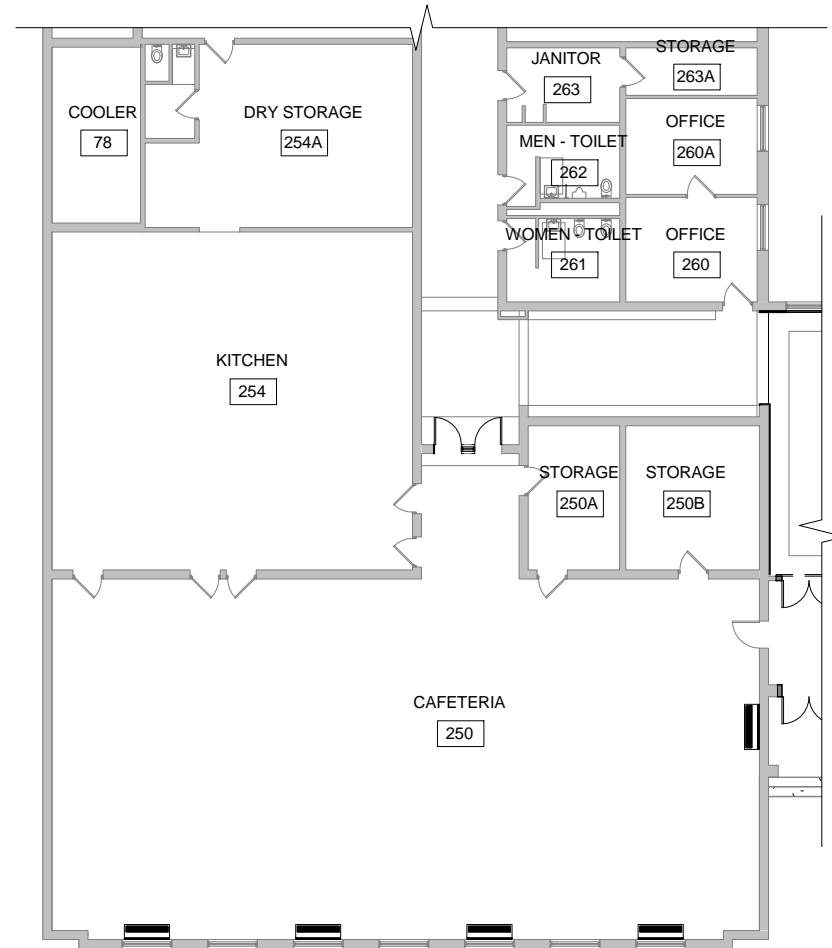 STORAGE
263A
JANITOR
263
COOLER
78
DRY STORAGE
254A
OFFICE
260A
MEN - TOILET
262
WOMEN - TOILET
261
OFFICE
260
KITCHEN
254
STORAGE
250A
STORAGE
250B
CAFETERIA
250